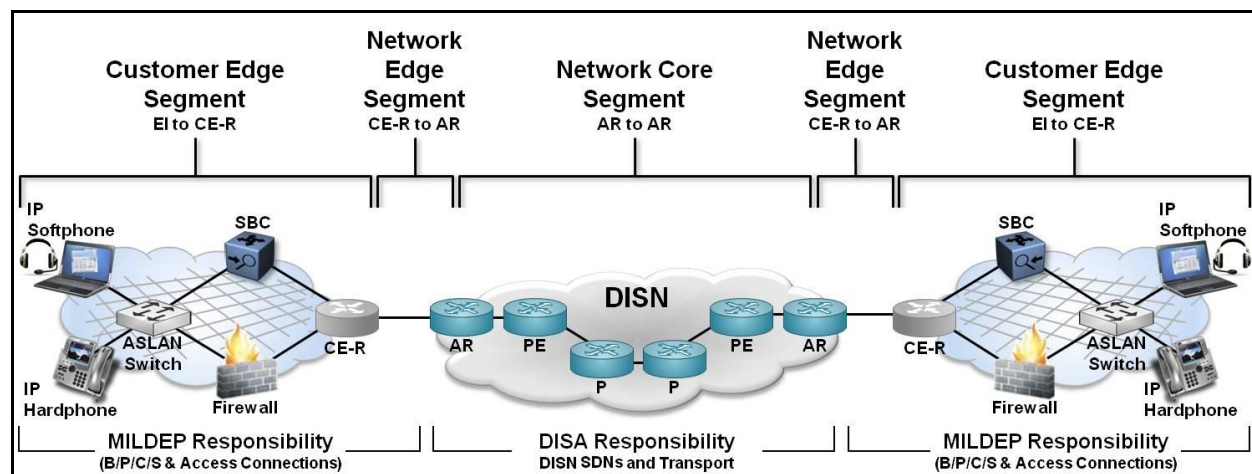 Customer Edge
Segment
EI to CE-R
Network
Edge
Segment
CE-R to AR
Network Core
Segment
AR to AR
Network
Edge
Segment
CE-R to AR
Customer Edge
Segment
EI to CE-R
IP
Softphone
SBC
ASLAN
Switch
CE-R
IP
Hardphone
Firewall
DISN
AR
PE
P
P
PE
AR
SBC
IP
Softphone
CE-R
ASLAN
Switch
Firewall
IP
Hardphone
MILDEP Responsibility
(B/P/C/S & Access Connections)
DISA Responsibility
DISN SDNs and Transport
MILDEP Responsibility
(B/P/C/S & Access Connections)